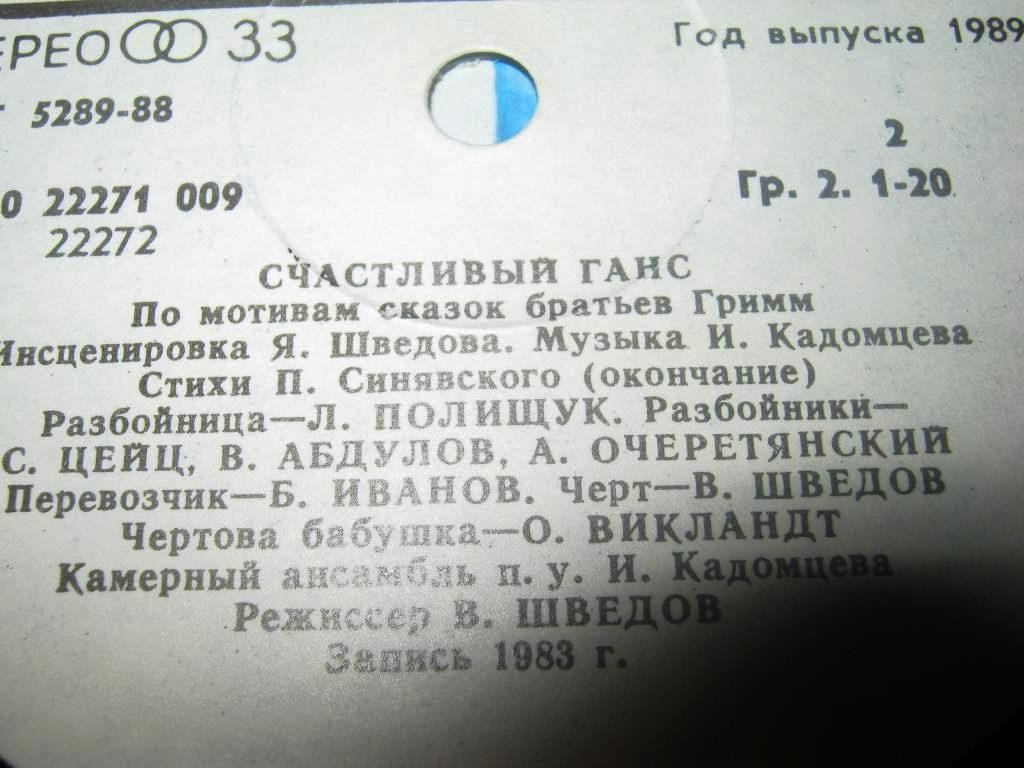 ЕРЕО 33
Год выпуска 1989
5289-88
2
Гр. 2. 1-20
0 22271 009
22272
СЧАСТЛИВЫЙ ГАНС
По мотивам сказок братьев Гримм
Инсценировка Я. Шведова. Музыка И. Кадомцева
Стихи П. Синявского (окончание)
Разбойница—Л. ПОЛИЩУК. Разбойники—
С. ЦЕЙЦ, В. АБДУЛОВ, А. ОЧЕРЕТЯНСКИЙ
Перевозчик—Б. ИВАНОВ. Черт—В. ШВЕДОВ
Чертова бабушка—О. ВИКЛАНДТ
Камерный ансамбль п. у. И. Кадомцева
Режиссер В. ШВЕДОВ
Запись 1983 г.